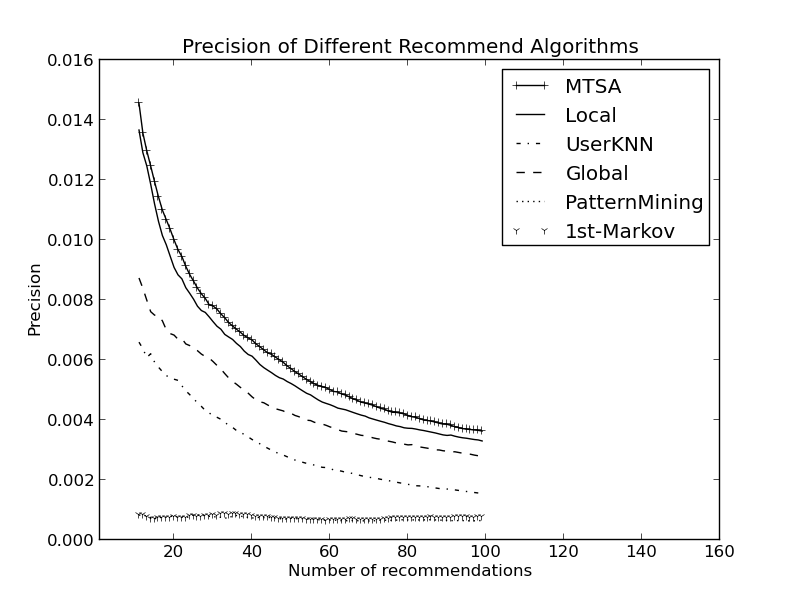 Precision of Different Recommend Algorithms
0.016
0.014
0.012
0.010
0.008
0.006
0.004
0.002
0.000
Precision
MTSA
Local
UserKNN
Global
PatternMining
1st-Markov
20 40 60 80 100 120 140 160
Number of recommendations